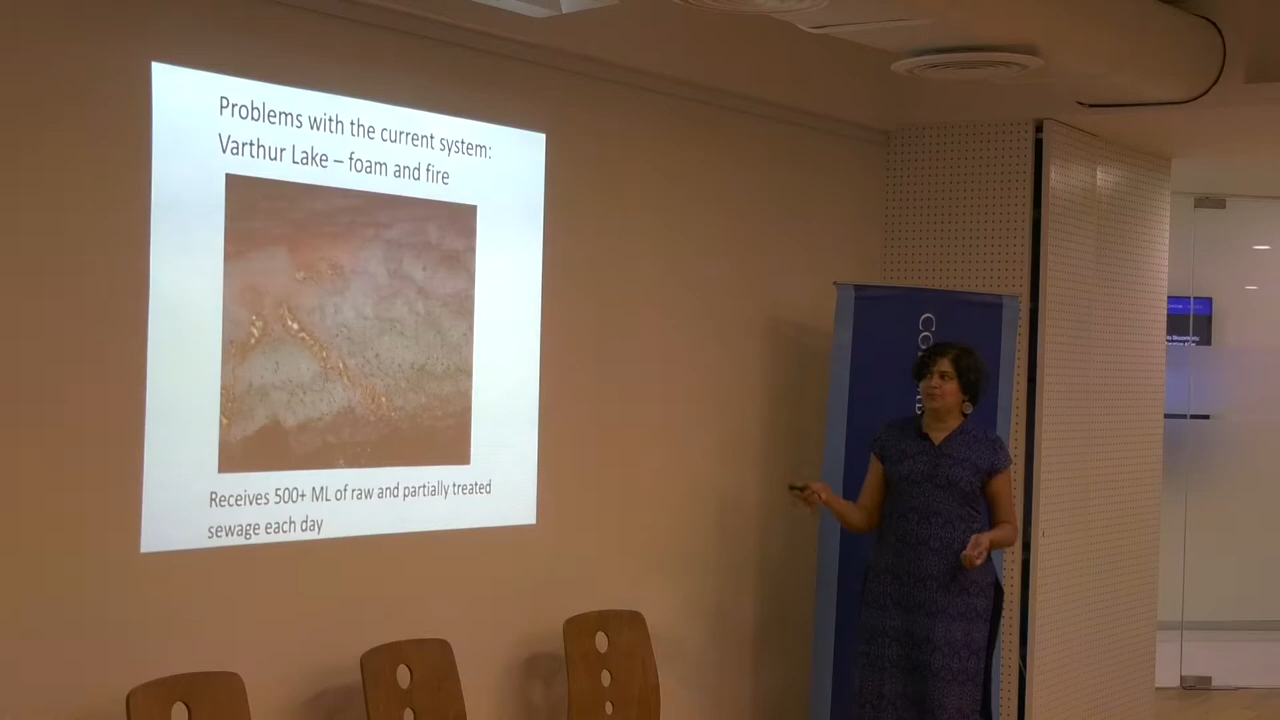 Problems with the current system:
Varthur Lake – foam and fire
Receives 500+ ML of raw and partially treated
sewage each day